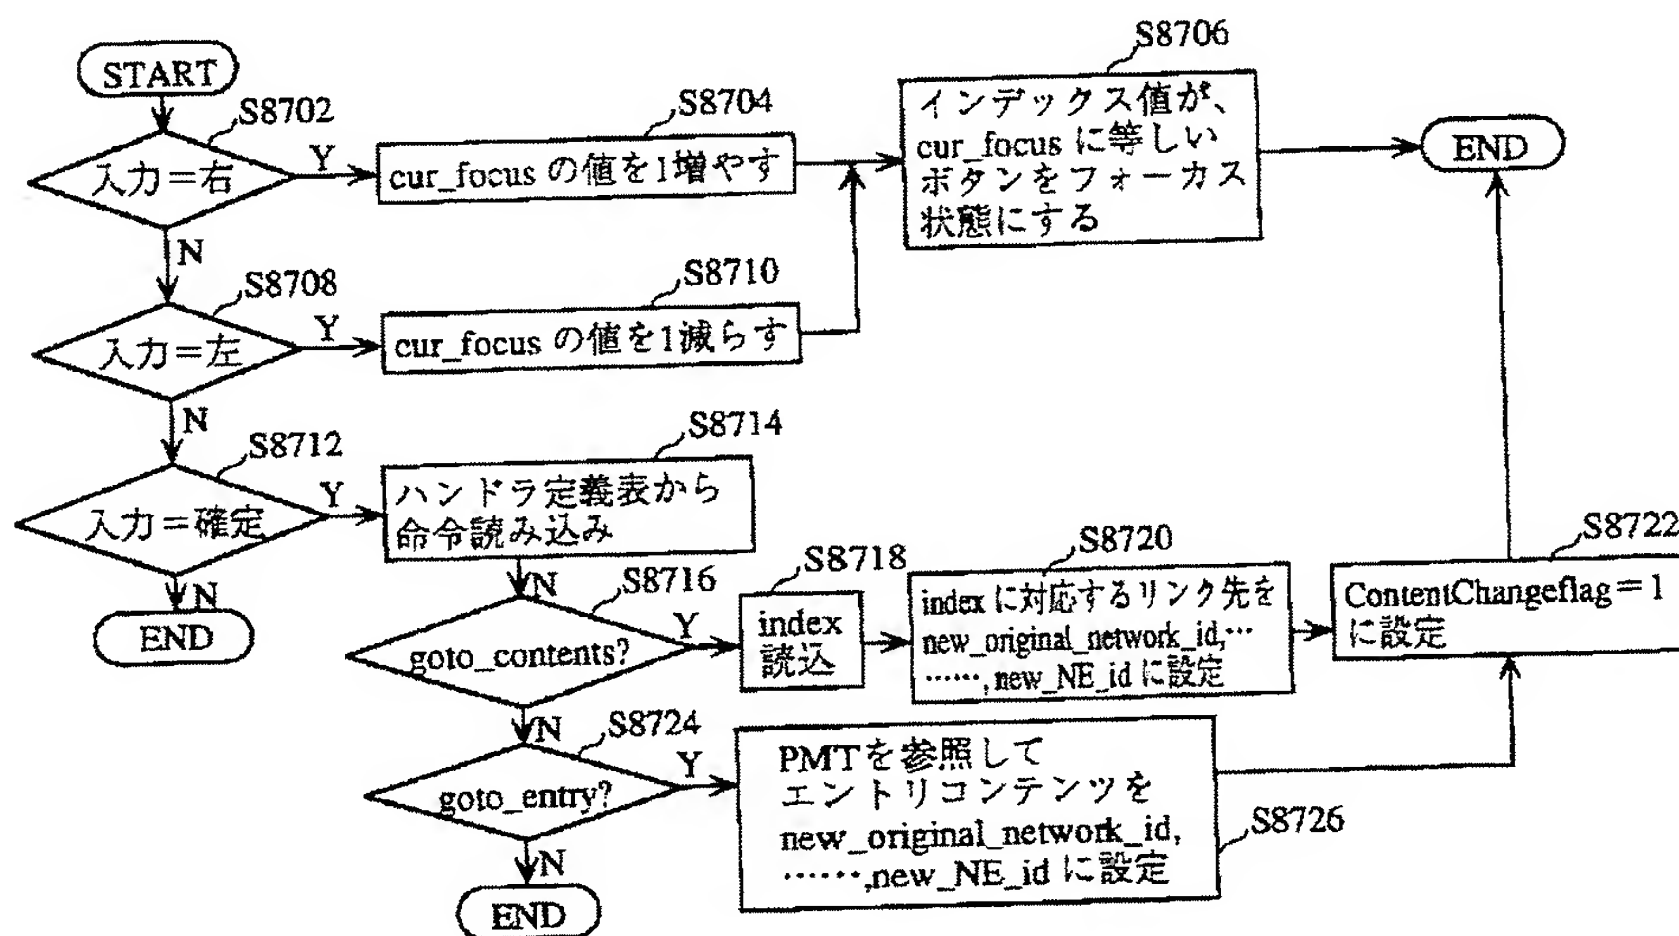 START
S8702
入力＝右
Y
N
S8704
cur_focus の値を1増やす
S8706
インデックス値が、
cur_focus に等しい
ボタンをフォーカス
状態にする
END
S8708
入力＝左
Y
N
S8710
cur_focus の値を1減らす
S8712
入力＝確定
Y
N
END
S8714
ハンドラ定義表から
命令読み込み
N
S8716
goto_contents?
Y
N
S8718
index
読込
S8720
index に対応するリンク先を
new_original_network_id,…
……, new_NE_id に設定
S8722
ContentChangeflag＝1
に設定
S8724
goto_entry?
Y
N
END
PMTを参照して
エントリコンテンツを
new_original_network_id,
……,new_NE_id に設定
S8726